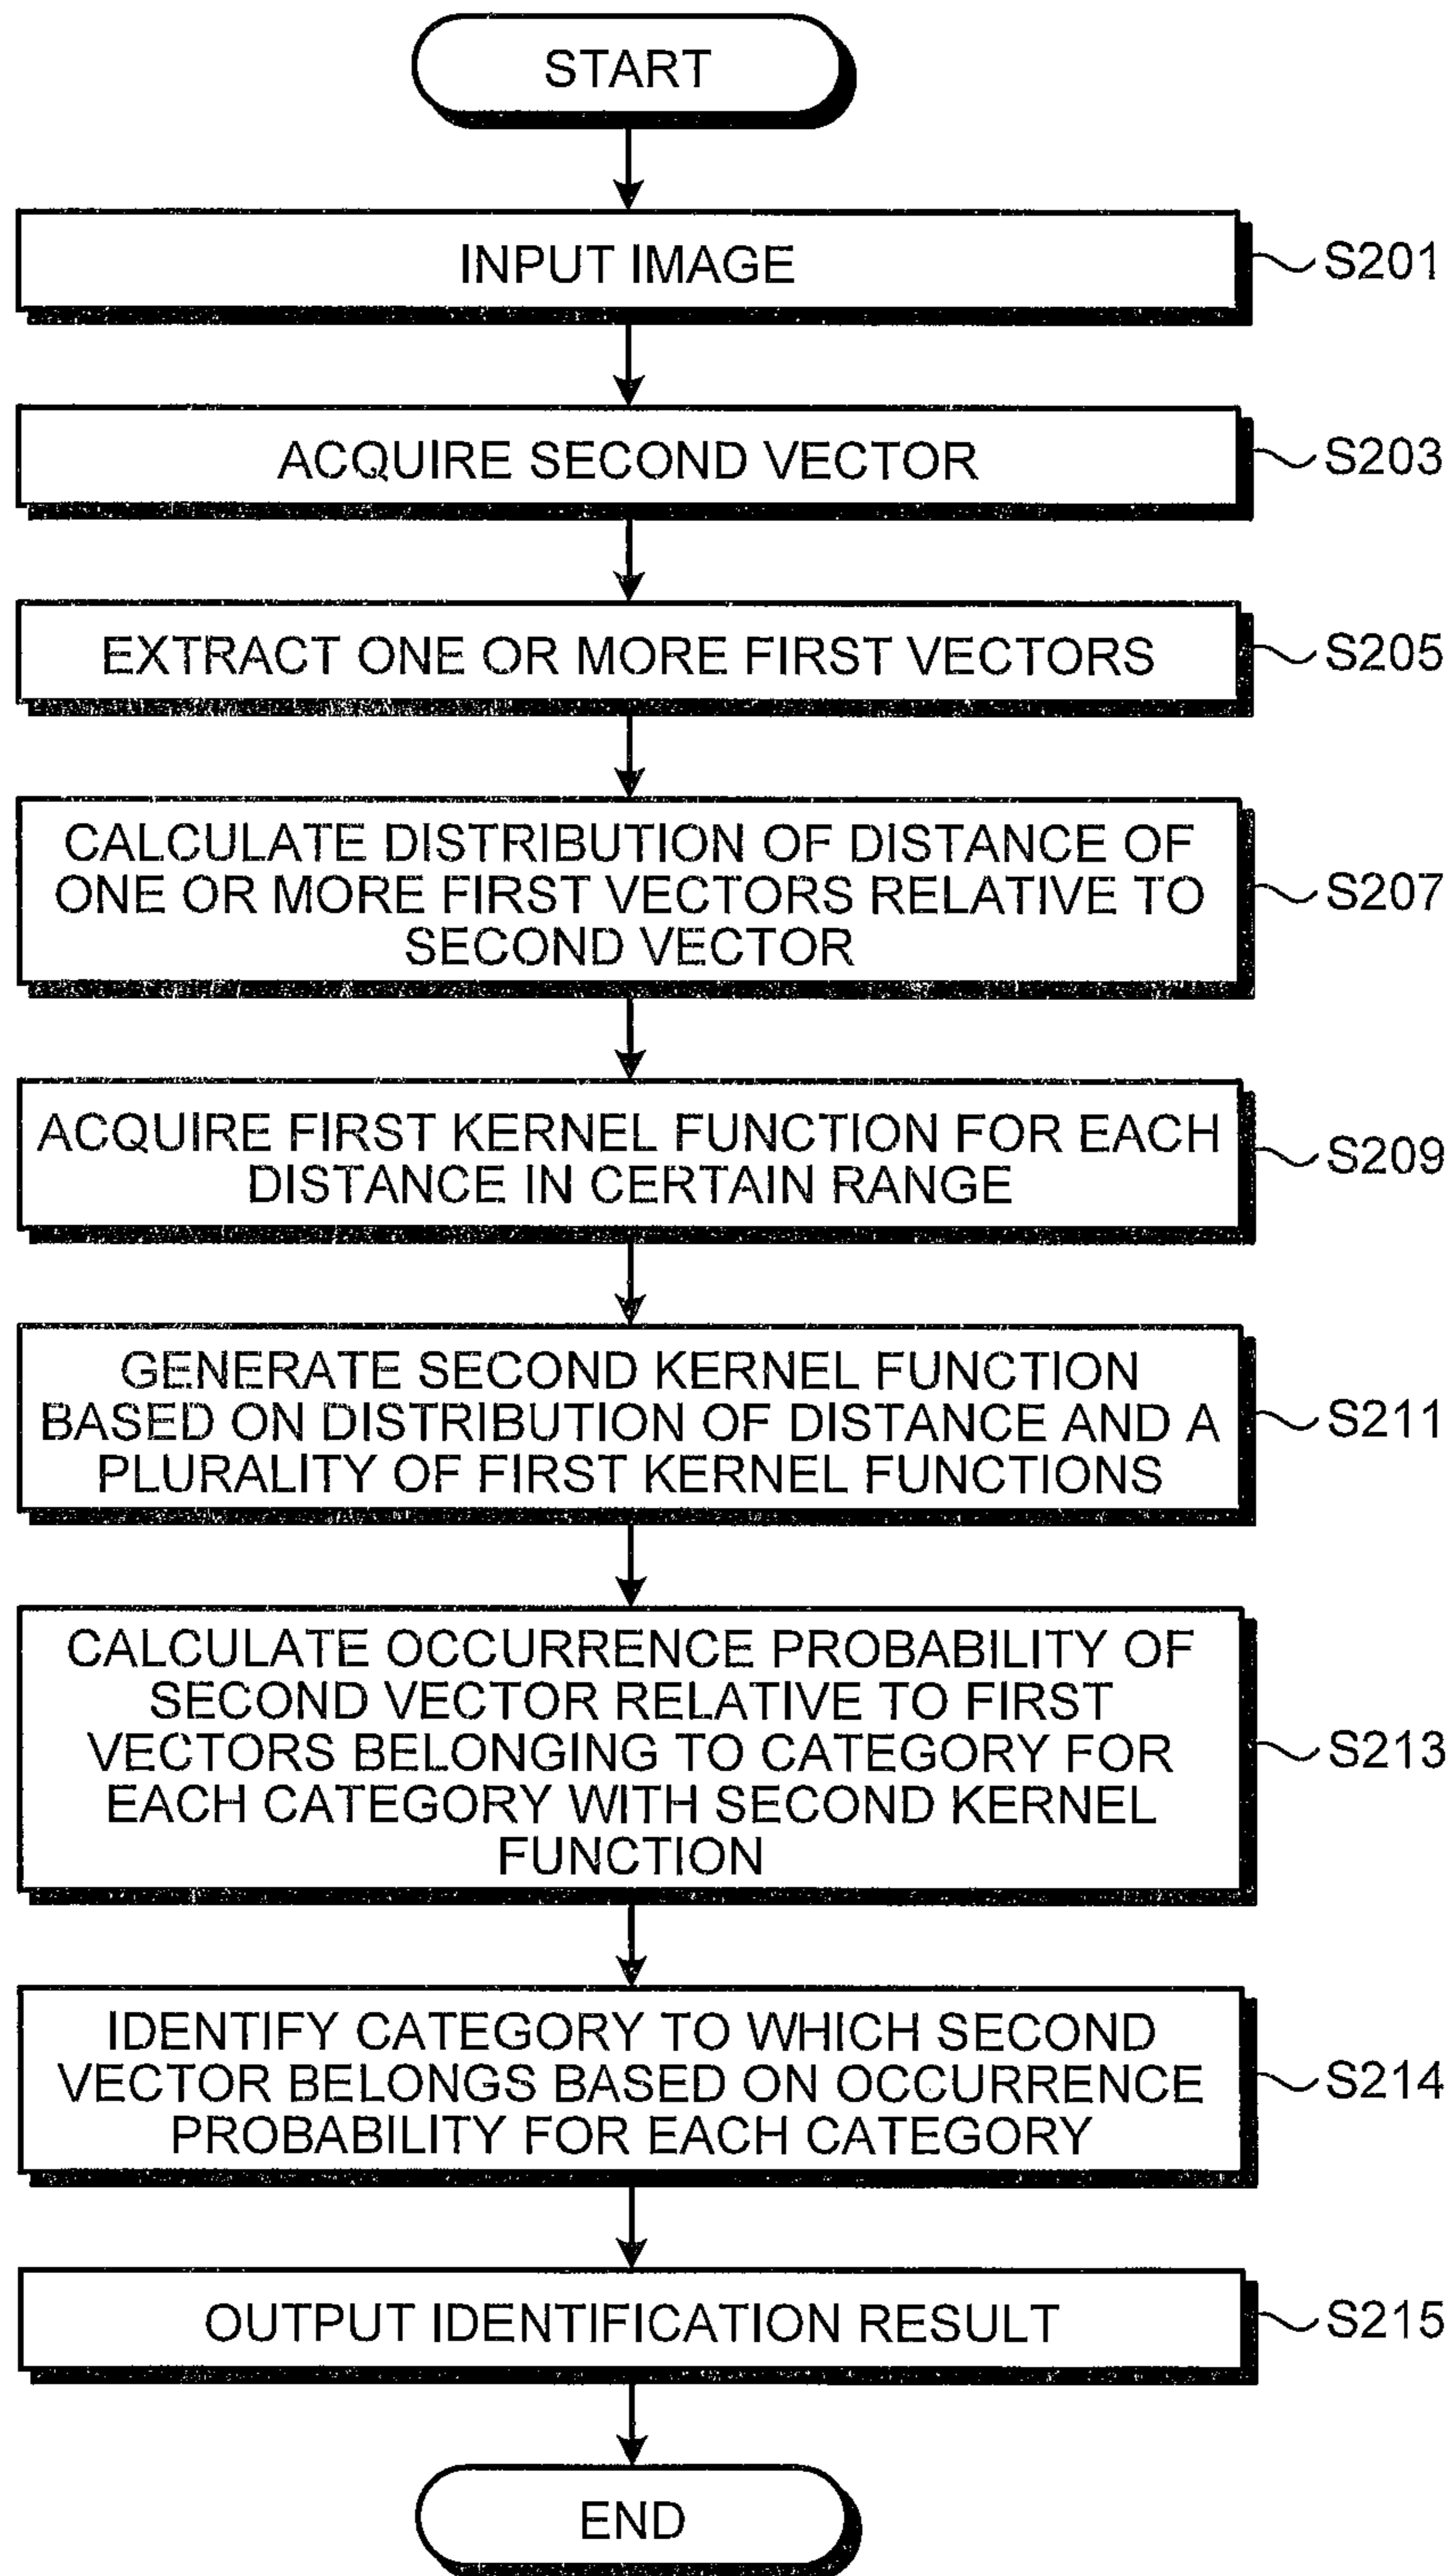 START
INPUT IMAGE
S201
ACQUIRE SECOND VECTOR
S203
EXTRACT ONE OR MORE FIRST VECTORS
S205
CALCULATE DISTRIBUTION OF DISTANCE OF
ONE OR MORE FIRST VECTORS RELATIVE TO
SECOND VECTOR
S207
ACQUIRE FIRST KERNEL FUNCTION FOR EACH
DISTANCE IN CERTAIN RANGE
S209
GENERATE SECOND KERNEL FUNCTION
BASED ON DISTRIBUTION OF DISTANCE AND A
PLURALITY OF FIRST KERNEL FUNCTIONS
S211
CALCULATE OCCURRENCE PROBABILITY OF
SECOND VECTOR RELATIVE TO FIRST
VECTORS BELONGING TO CATEGORY FOR
EACH CATEGORY WITH SECOND KERNEL
FUNCTION
S213
IDENTIFY CATEGORY TO WHICH SECOND
VECTOR BELONGS BASED ON OCCURRENCE
PROBABILITY FOR EACH CATEGORY
S214
OUTPUT IDENTIFICATION RESULT
S215
END